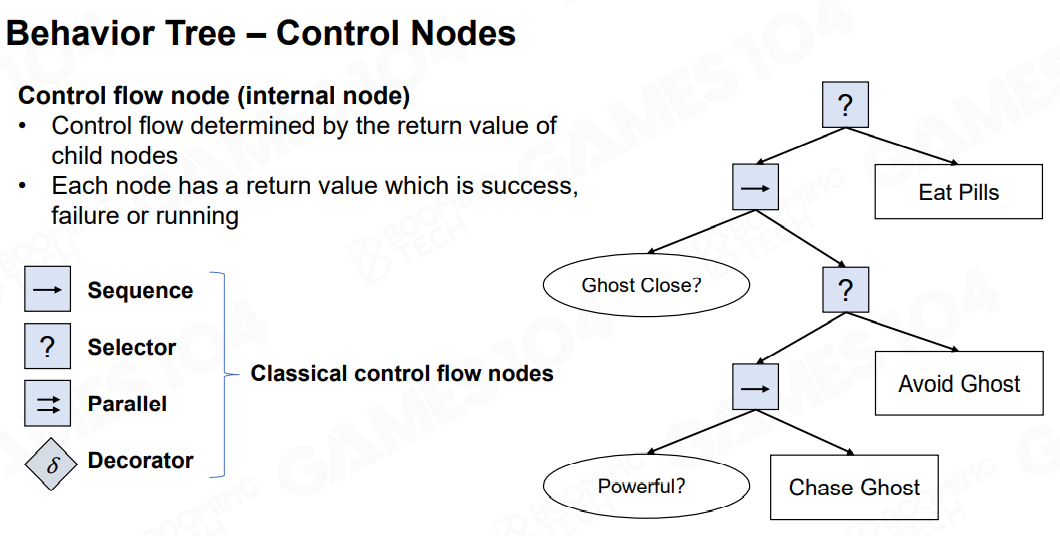 Behavior Tree – Control Nodes
Control flow node (internal node)
• Control flow determined by the return value of
child nodes
• Each node has a return value which is success,
failure or running
→ Sequence
? Selector
⇉ Parallel
δ Decorator
Classical control flow nodes
?
→
Eat Pills
Ghost Close?
?
→
Avoid Ghost
Powerful?
Chase Ghost
GAMES104
BOOMING
TECH